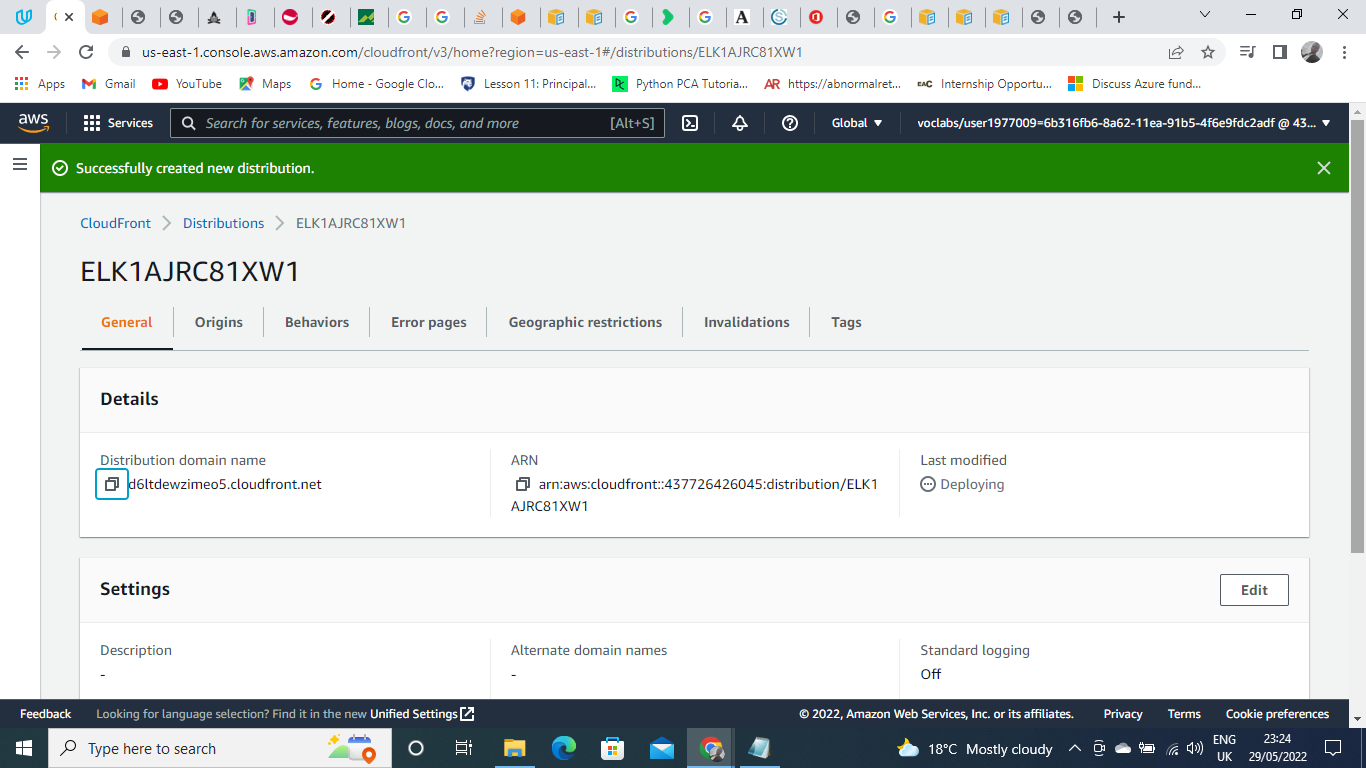 us-east-1.console.aws.amazon.com/cloudfront/v3/home?region=us-east-1#/distributions/ELK1AJRC81XW1
Apps Gmail YouTube Maps Home - Google Clo... Lesson 11: Principal... Python PCA Tutoria... AR https://abnormalret... EAC Internship Opportu... Discuss Azure fund...
aws Services Search for services, features, blogs, docs, and more [Alt+S] Global voclabs/user1977009=6b316fb6-8a62-11ea-91b5-4f6e9fdc2adf @ 43...
Successfully created new distribution.
CloudFront Distributions ELK1AJRC81XW1
ELK1AJRC81XW1
General Origins Behaviors Error pages Geographic restrictions Invalidations Tags
Details
Distribution domain name ARN Last modified
d6ltdewzimeo5.cloudfront.net arn:aws:cloudfront::437726426045:distribution/ELK1 Deploying
AJRC81XW1
Settings Edit
Description Alternate domain names Standard logging
- - Off
Feedback Looking for language selection? Find it in the new Unified Settings © 2022, Amazon Web Services, Inc. or its affiliates. Privacy Terms Cookie preferences
Type here to search 18°C Mostly cloudy ENG 23:24
UK 29/05/2022